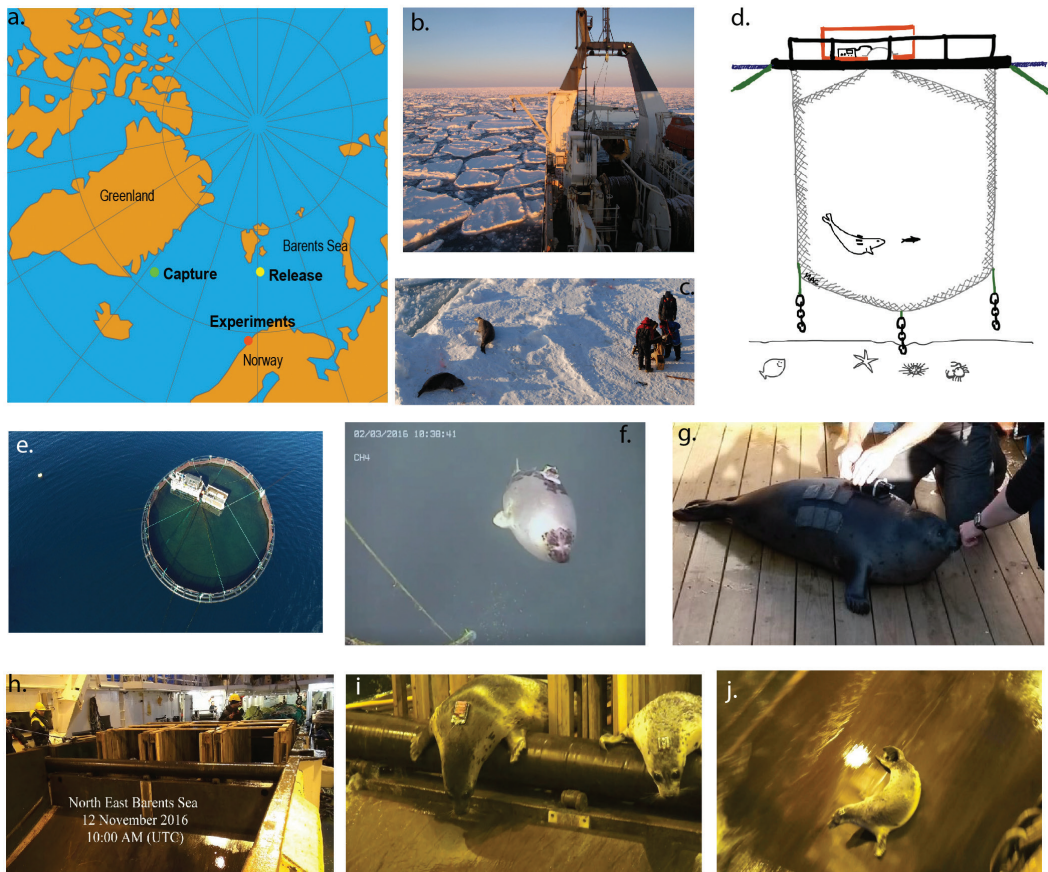 a.
Greenland
Barents Sea
Capture
Release
Experiments
Norway
b.
c.
d.
e.
02/03/2016 10:38:41
CH4
f.
g.
h.
North East Barents Sea
12 November 2016
10:00 AM (UTC)
i
j.